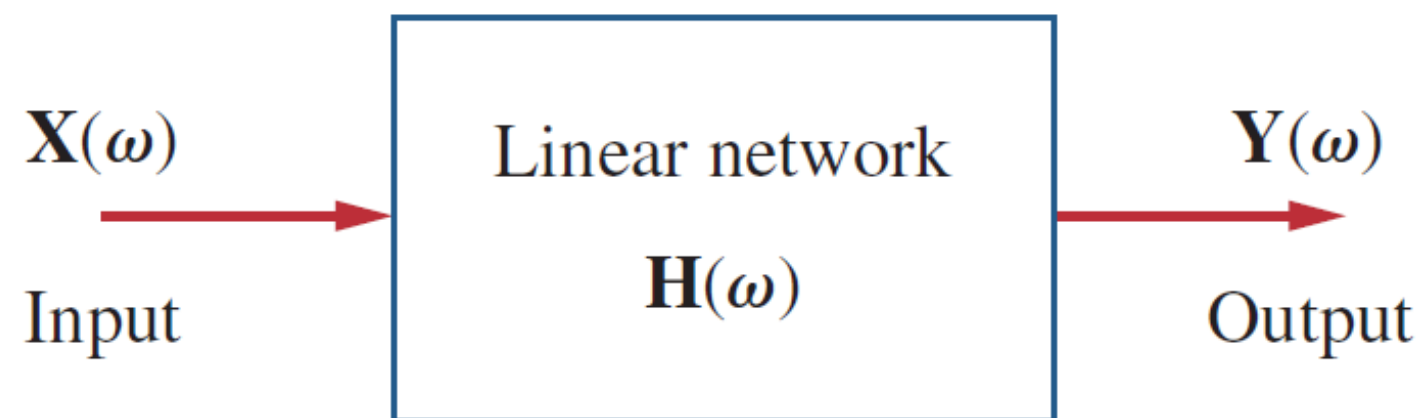 X(ω)
Input
Linear network
H(ω)
Y(ω)
Output